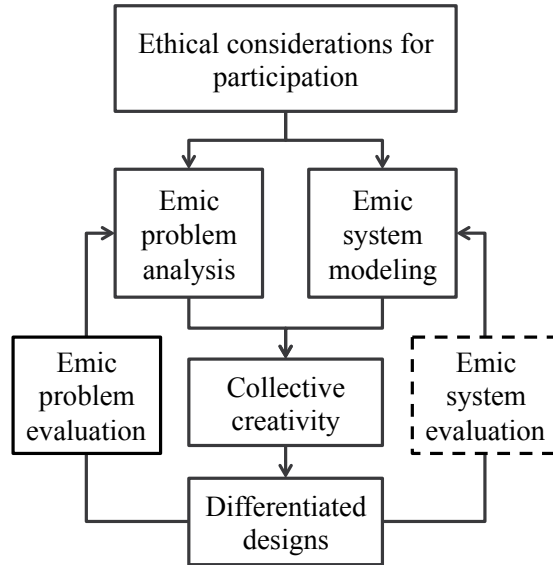 Ethical considerations for
participation
Emic
problem
analysis
Emic
system
modeling
Emic
problem
evaluation
Collective
creativity
Emic
system
evaluation
Differentiated
designs